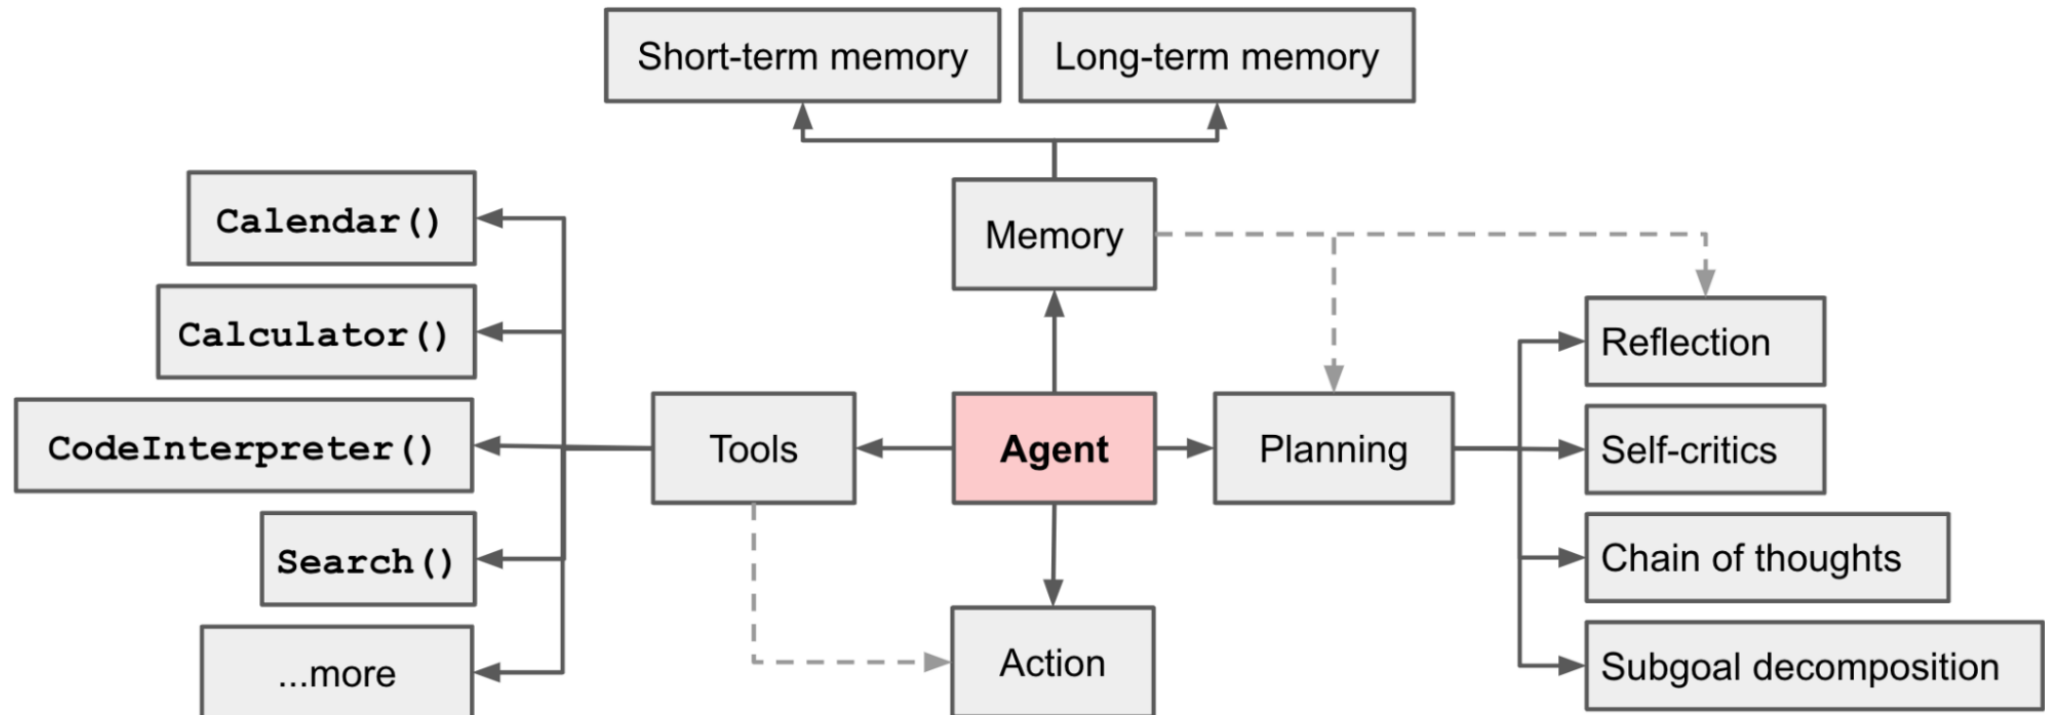 Short-term memory
Long-term memory
Calendar()
Memory
Calculator()
Reflection
CodeInterpreter()
Tools
Agent
Planning
Self-critics
Search()
Chain of thoughts
...more
Action
Subgoal decomposition